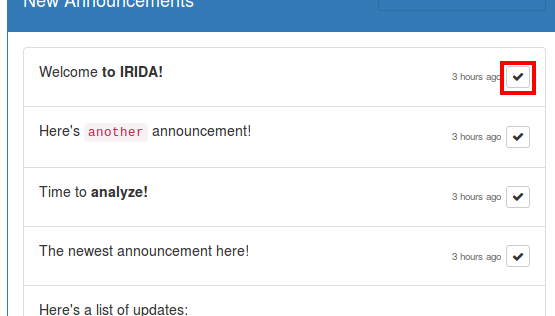 New Announcements
Welcome to IRIDA!
3 hours ago
Here's another announcement!
3 hours ago
Time to analyze!
3 hours ago
The newest announcement here!
3 hours ago
Here's a list of updates: